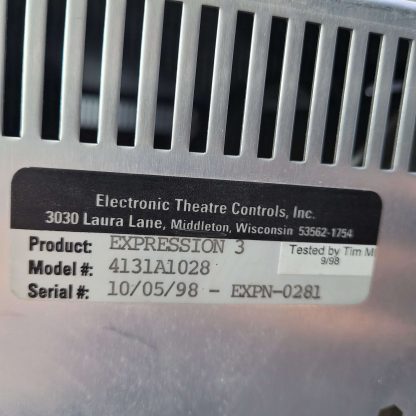 Electronic Theatre Controls, Inc.
3030 Laura Lane, Middleton, Wisconsin 53562-1754
Product: EXPRESSION 3
Tested by Tim M
9/98
Model #: 4131A1028
Serial #: 10/05/98 - EXPN-0281